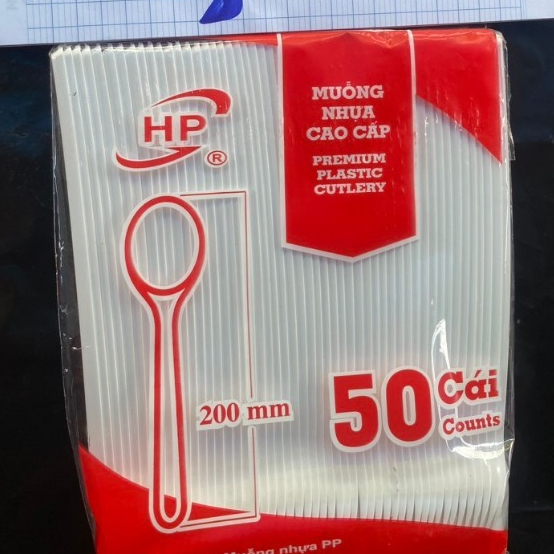 HP
®
MUỖNG
NHỰA
CAO CẤP
PREMIUM
PLASTIC
CUTLERY
200 mm
50 Cái
Counts
Muỗng nhựa PP